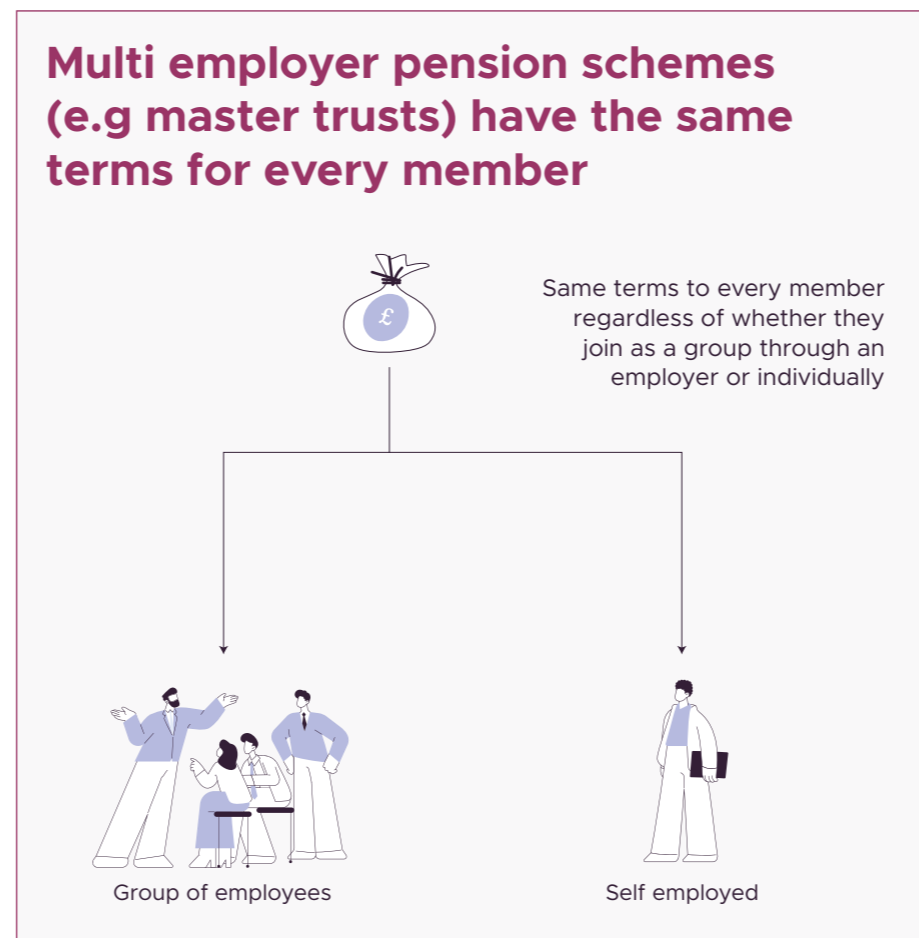 Multi employer pension schemes
(e.g master trusts) have the same
terms for every member
£
Same terms to every member
regardless of whether they
join as a group through an
employer or individually
Group of employees
Self employed